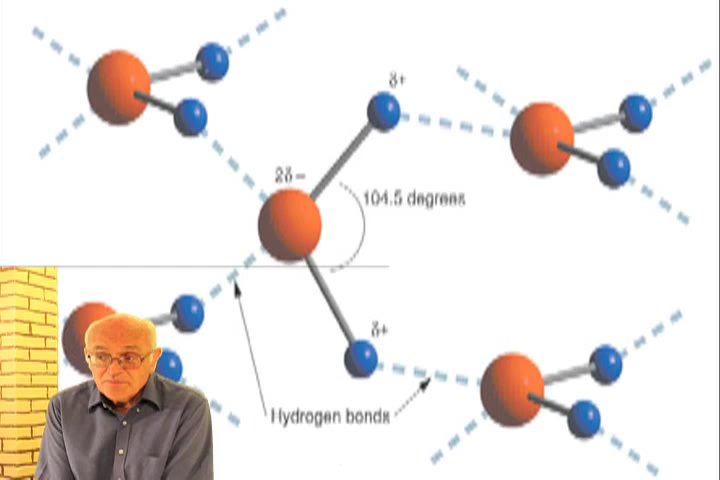 δ+
2δ−
104.5 degrees
δ+
Hydrogen bonds